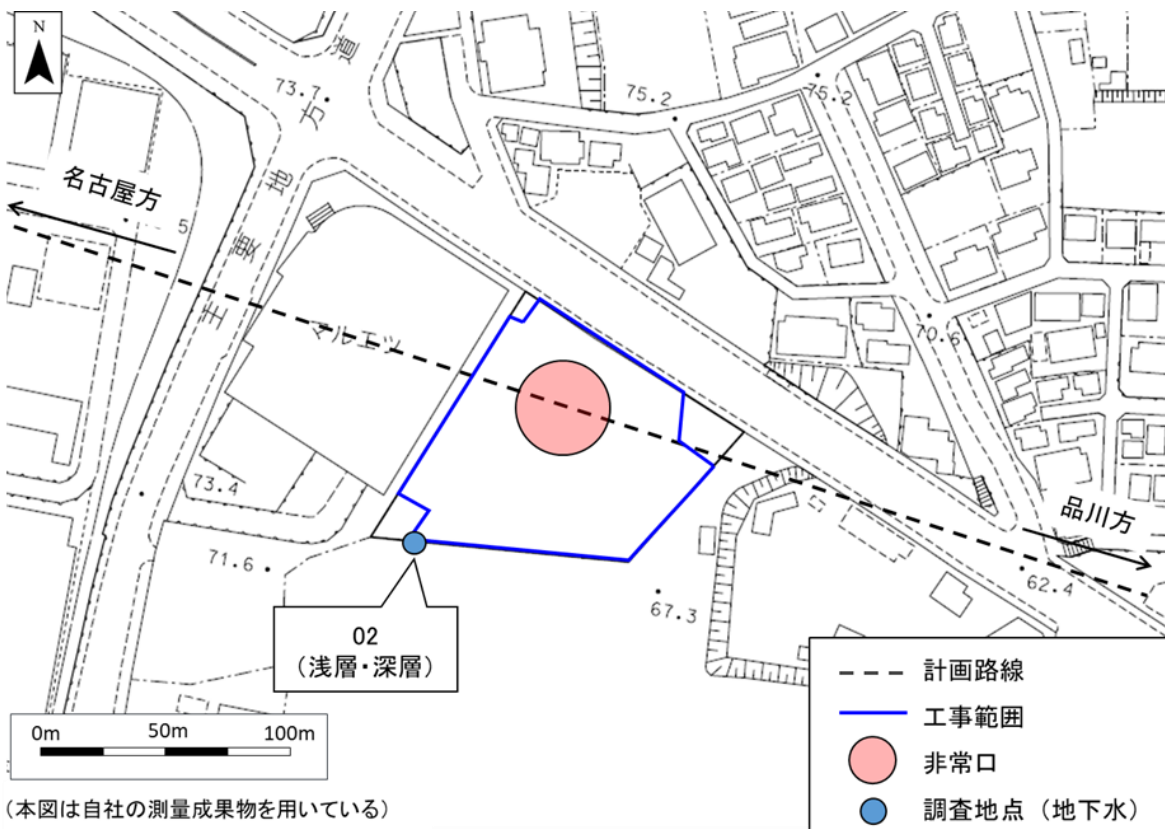 N
73.7
道
方
地
要
主
75.2
75.2
名古屋方
5
マルエツ
70.6
73.4
品川方
71.6
62.4
67.3
02
（浅層・深層）
計画路線
工事範囲
非常口
調査地点（地下水）
0m 50m 100m
（本図は自社の測量成果物を用いている）